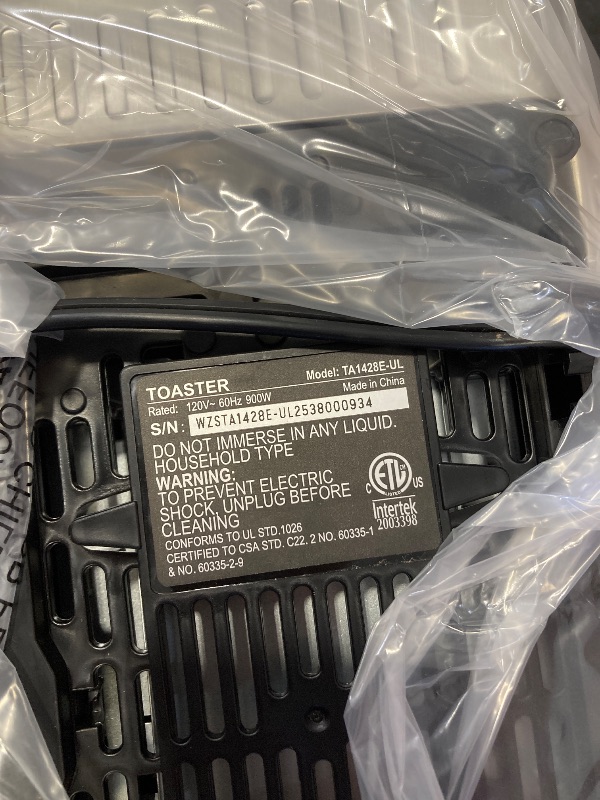 TOASTER
Model: TA1428E-UL
Rated: 120V~ 60Hz 900W
Made in China
S/N : WZSTA1428E-UL2538000934
DO NOT IMMERSE IN ANY LIQUID.
HOUSEHOLD TYPE
WARNING:
TO PREVENT ELECTRIC
SHOCK, UNPLUG BEFORE
CLEANING
CONFORMS TO UL STD.1026
CERTIFIED TO CSA STD. C22. 2 NO. 60335-1
& NO. 60335-2-9
C ETL US
LISTED
Intertek
2003398